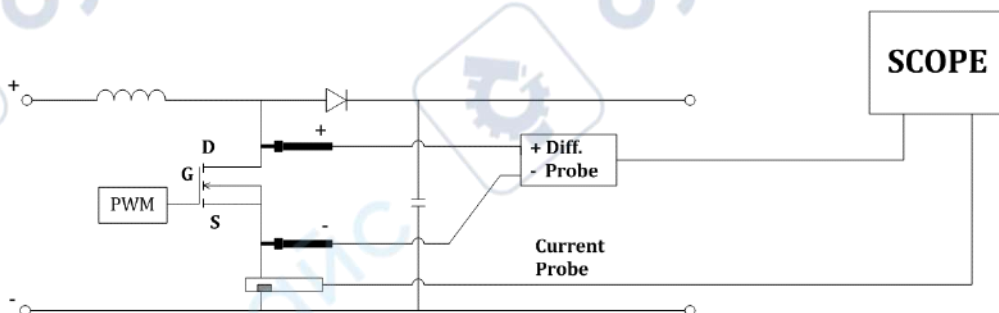 SCOPE
+
+
D
+ Diff.
- Probe
G
PWM
S
-
Current
Probe
-